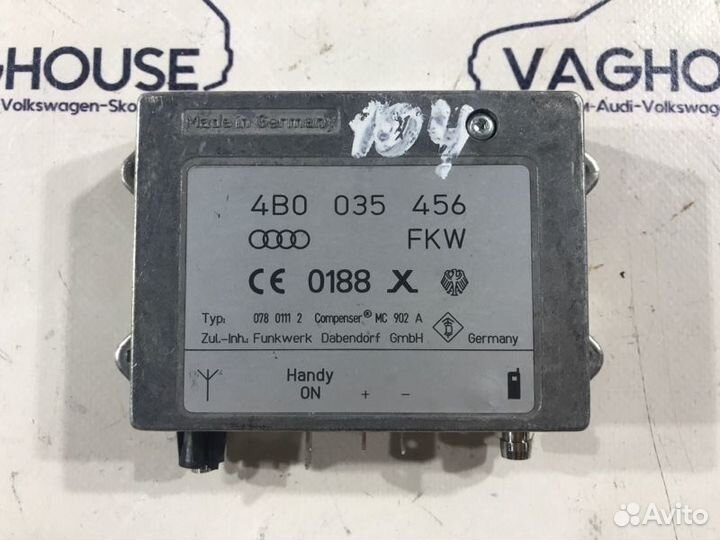 VAGHOUSE
Volkswagen-Sko
VAGHO
Audi-Volkswagen
Made in Germany
104
4B0 035 456
FKW
CE 0188 X
Typ: 078 0111 2 Compenser® MC 902 A
Zul.-Inh.: Funkwerk Dabendorf GmbH Germany
Handy
ON + −
Avito